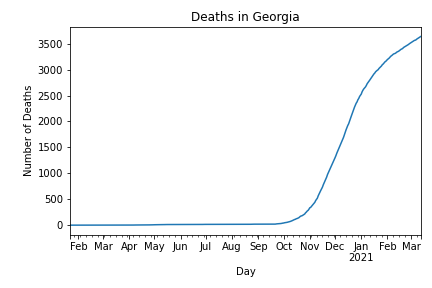 Deaths in Georgia
Number of Deaths
3500
3000
2500
2000
1500
1000
500
0
Feb Mar Apr May Jun Jul Aug Sep Oct Nov Dec Jan Feb Mar
2021
Day